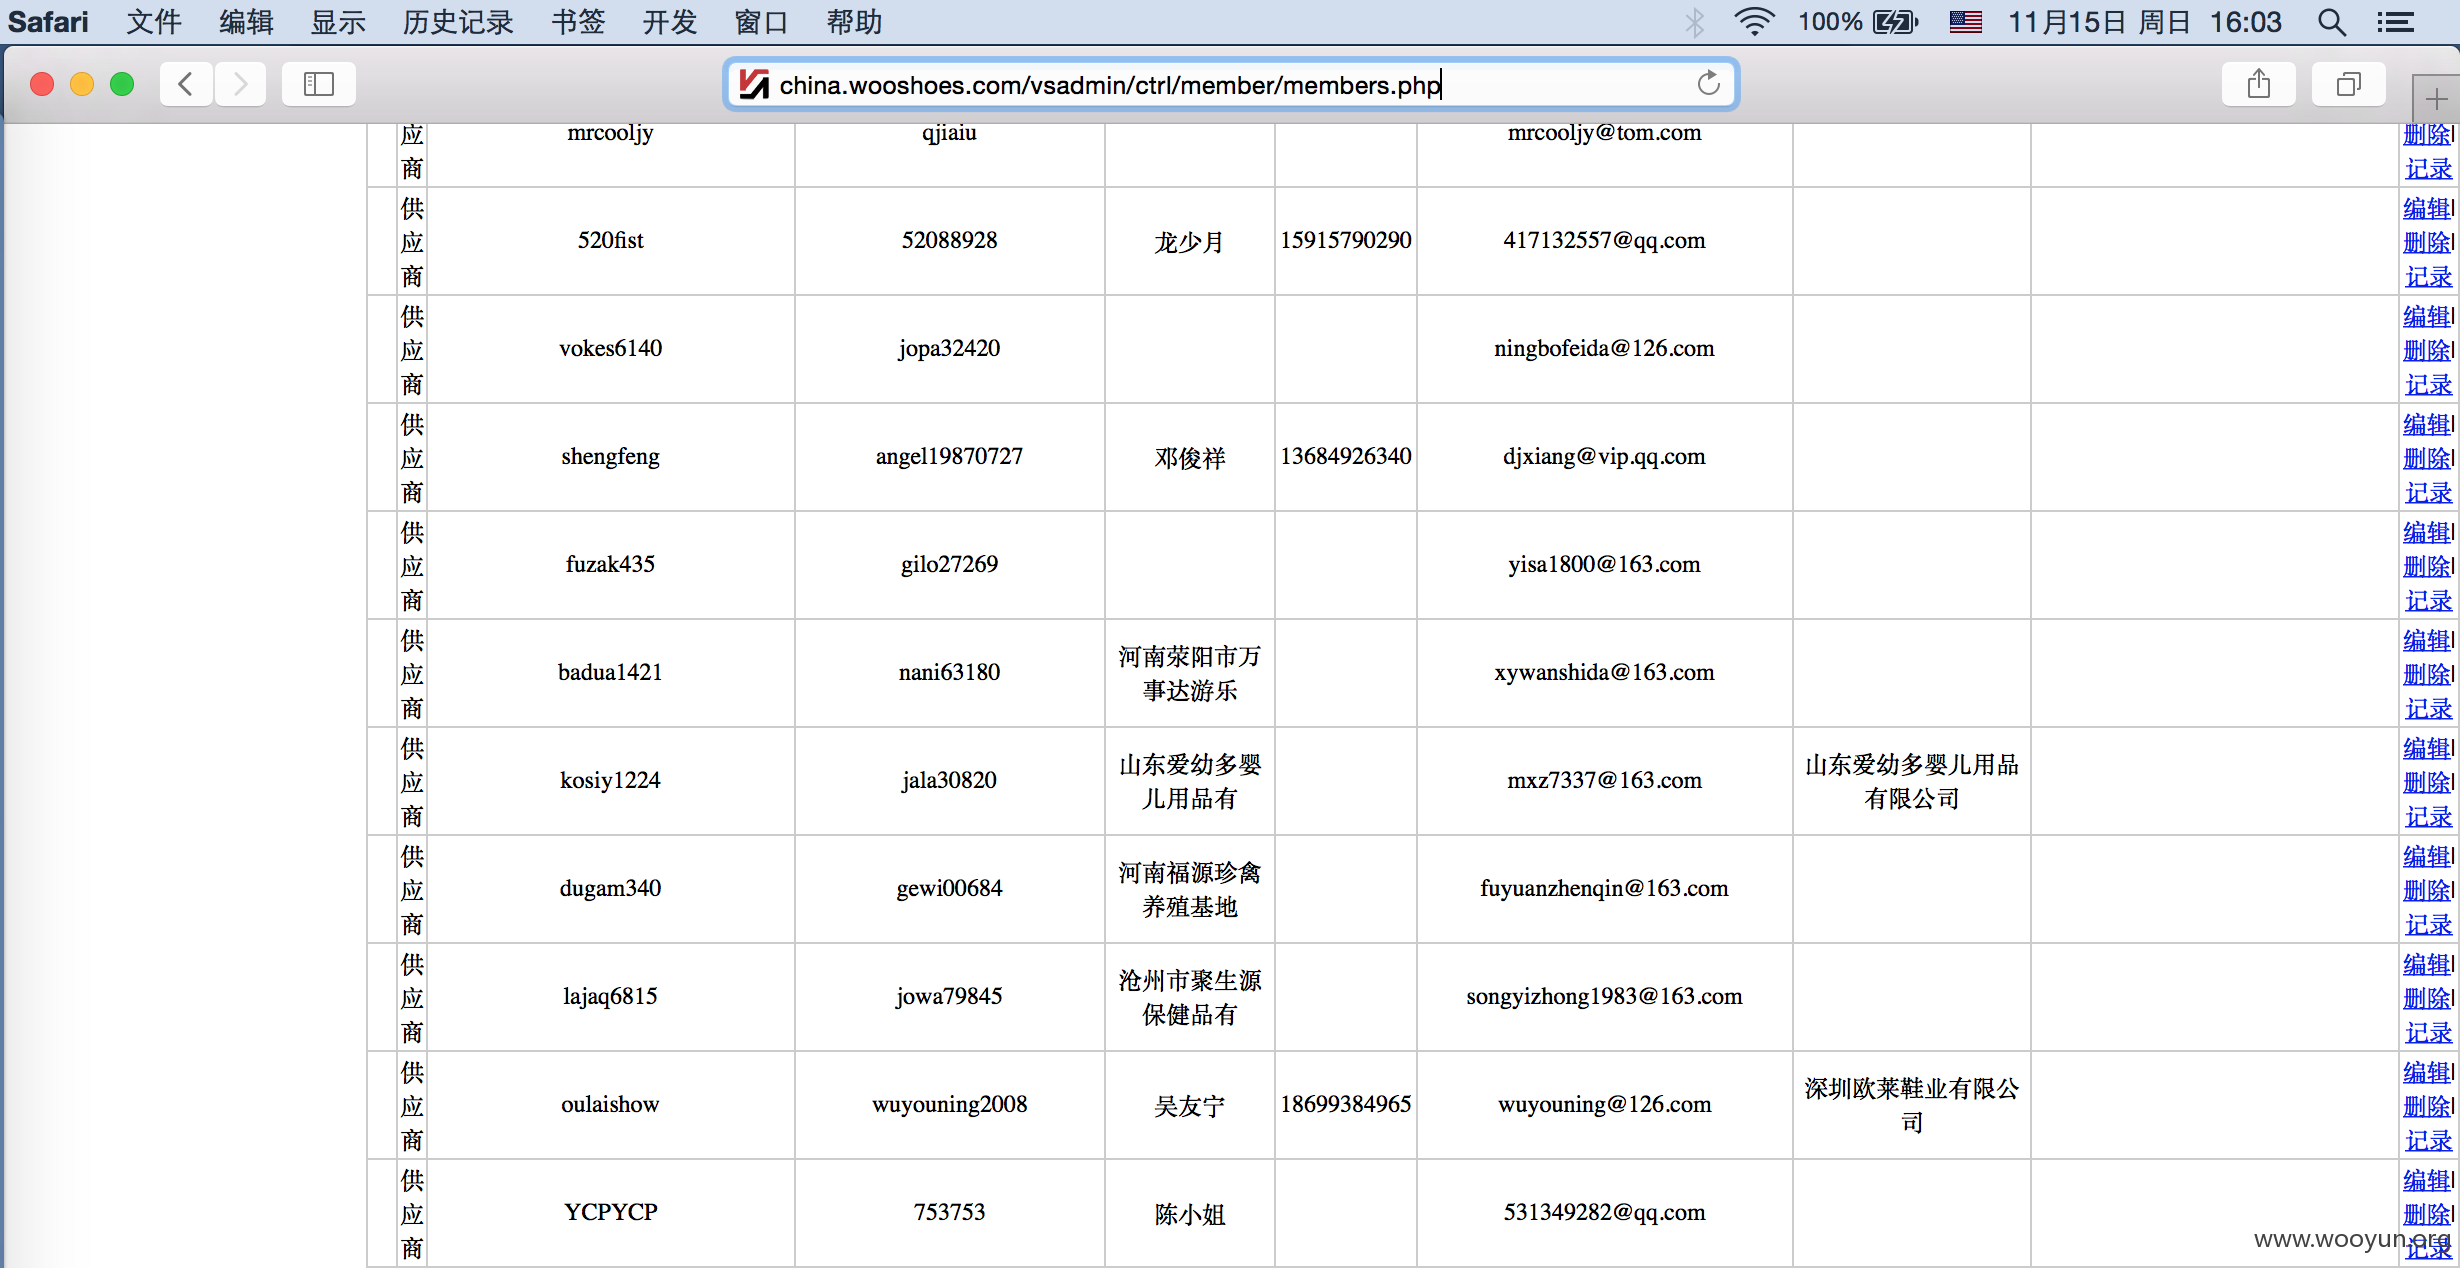 Safari 文件 编辑 显示 历史记录 书签 开发 窗口 帮助 100% 11月15日 周日 16:03
china.wooshoes.com/vsadmin/ctrl/member/members.php
应商 mrcooljy qjiaiu mrcooljy@tom.com 删除|记录
供应商 520fist 52088928 龙少月 15915790290 417132557@qq.com 编辑|删除|记录
供应商 vokes6140 jopa32420 ningbofeida@126.com 编辑|删除|记录
供应商 shengfeng angel19870727 邓俊祥 13684926340 djxiang@vip.qq.com 编辑|删除|记录
供应商 fuzak435 gilo27269 yisa1800@163.com 编辑|删除|记录
供应商 badua1421 nani63180 河南荥阳市万事达游乐 xywanshida@163.com 编辑|删除|记录
供应商 kosiy1224 jala30820 山东爱幼多婴儿用品有 mxz7337@163.com 山东爱幼多婴儿用品有限公司 编辑|删除|记录
供应商 dugam340 gewi00684 河南福源珍禽养殖基地 fuyuanzhenqin@163.com 编辑|删除|记录
供应商 lajaq6815 jowa79845 沧州市聚生源保健品有 songyizhong1983@163.com 编辑|删除|记录
供应商 oulaishow wuyouning2008 吴友宁 18699384965 wuyouning@126.com 深圳欧莱鞋业有限公司 编辑|删除|记录
供应商 YCPYCP 753753 陈小姐 531349282@qq.com 编辑|删除|记录
www.wooyun.org